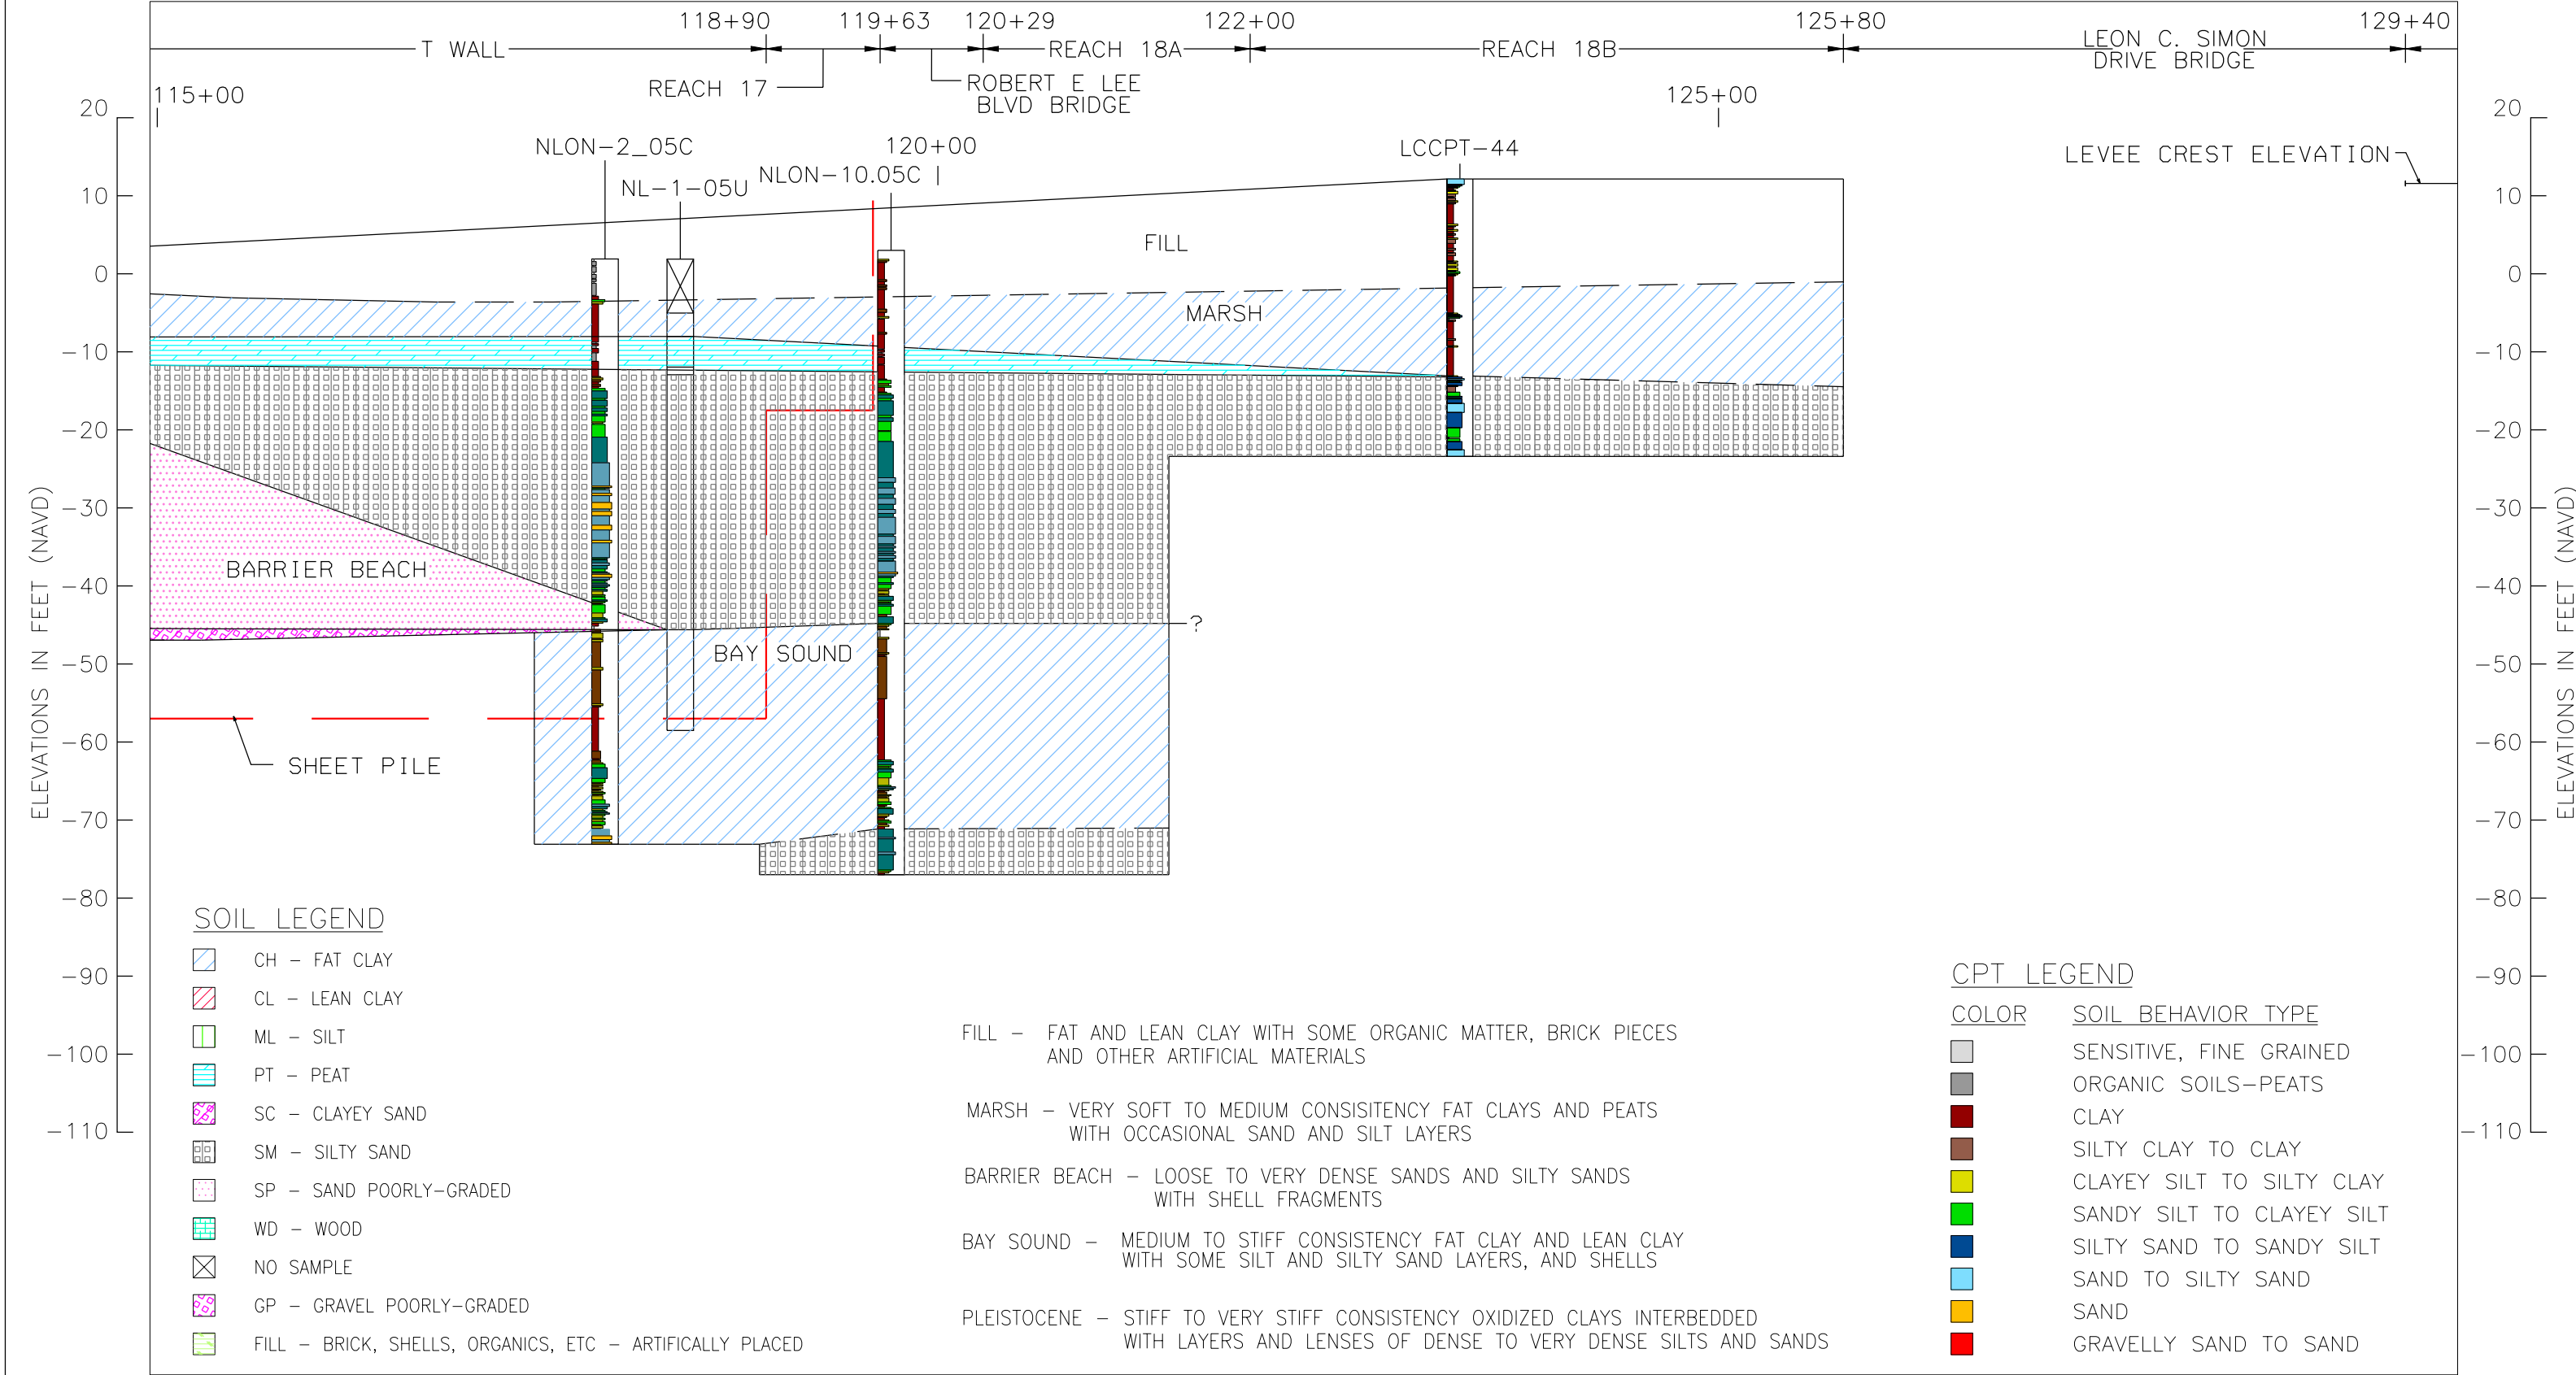 118+90 119+63 120+29 122+00 125+80 129+40
T WALL REACH 18A REACH 18B LEON C. SIMON
DRIVE BRIDGE
REACH 17 ROBERT E LEE
BLVD BRIDGE
115+00 125+00
20 20
NLON-2_05C 120+00 LCCPT-44
LEVEE CREST ELEVATION
NL-1-05U NLON-10.05C
10 10
FILL
0 0
MARSH
-10 -10
-20 -20
-30 -30
BARRIER BEACH
-40 -40
?
BAY SOUND
-50 -50
-60 -60
SHEET PILE
-70 -70
-80 -80
-90 -90
-100 -100
-110 -110
ELEVATIONS IN FEET (NAVD)
ELEVATIONS IN FEET (NAVD)
SOIL LEGEND
CH - FAT CLAY
CL - LEAN CLAY
ML - SILT
PT - PEAT
SC - CLAYEY SAND
SM - SILTY SAND
SP - SAND POORLY-GRADED
WD - WOOD
NO SAMPLE
GP - GRAVEL POORLY-GRADED
FILL - BRICK, SHELLS, ORGANICS, ETC - ARTIFICALLY PLACED
FILL - FAT AND LEAN CLAY WITH SOME ORGANIC MATTER, BRICK PIECES
AND OTHER ARTIFICIAL MATERIALS
MARSH - VERY SOFT TO MEDIUM CONSISITENCY FAT CLAYS AND PEATS
WITH OCCASIONAL SAND AND SILT LAYERS
BARRIER BEACH - LOOSE TO VERY DENSE SANDS AND SILTY SANDS
WITH SHELL FRAGMENTS
BAY SOUND - MEDIUM TO STIFF CONSISTENCY FAT CLAY AND LEAN CLAY
WITH SOME SILT AND SILTY SAND LAYERS, AND SHELLS
PLEISTOCENE - STIFF TO VERY STIFF CONSISTENCY OXIDIZED CLAYS INTERBEDDED
WITH LAYERS AND LENSES OF DENSE TO VERY DENSE SILTS AND SANDS
CPT LEGEND
COLOR SOIL BEHAVIOR TYPE
SENSITIVE, FINE GRAINED
ORGANIC SOILS-PEATS
CLAY
SILTY CLAY TO CLAY
CLAYEY SILT TO SILTY CLAY
SANDY SILT TO CLAYEY SILT
SILTY SAND TO SANDY SILT
SAND TO SILTY SAND
SAND
GRAVELLY SAND TO SAND